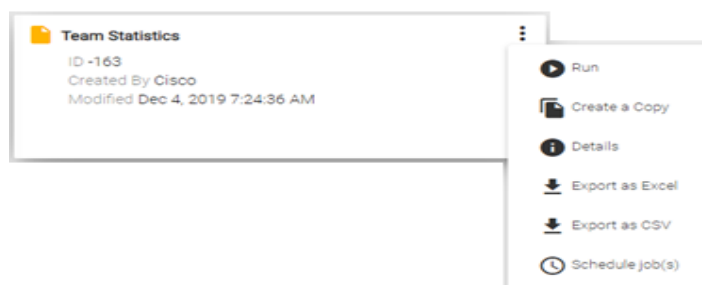 Team Statistics
ID -163
Created By Cisco
Modified Dec 4, 2019 7:24:36 AM
Run
Create a Copy
Details
Export as Excel
Export as CSV
Schedule job(s)